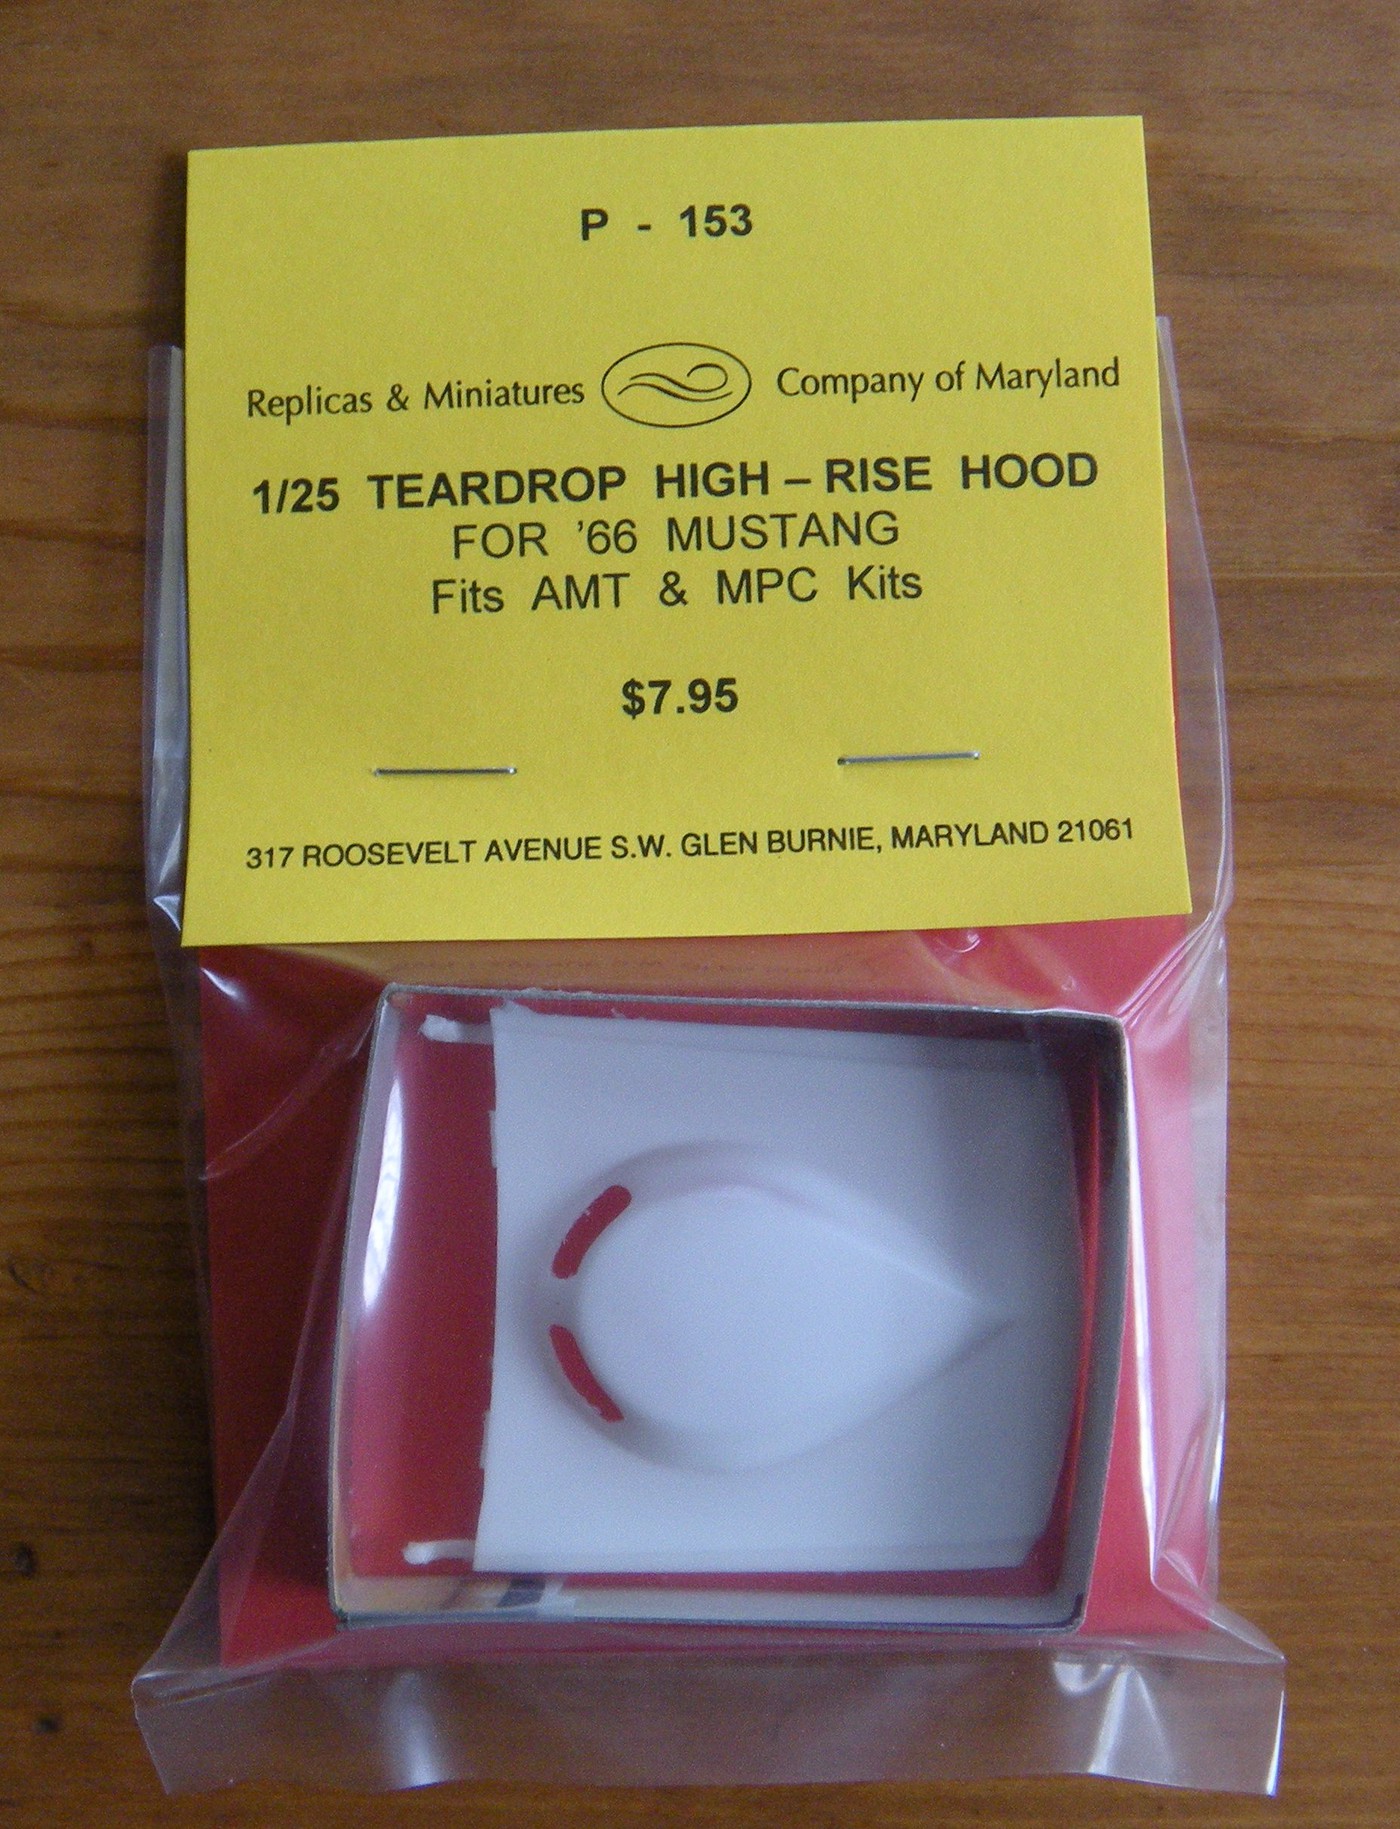 P - 153
Replicas & Miniatures Company of Maryland
1/25 TEARDROP HIGH – RISE HOOD
FOR ’66 MUSTANG
Fits AMT & MPC Kits
$7.95
317 ROOSEVELT AVENUE S.W. GLEN BURNIE, MARYLAND 21061